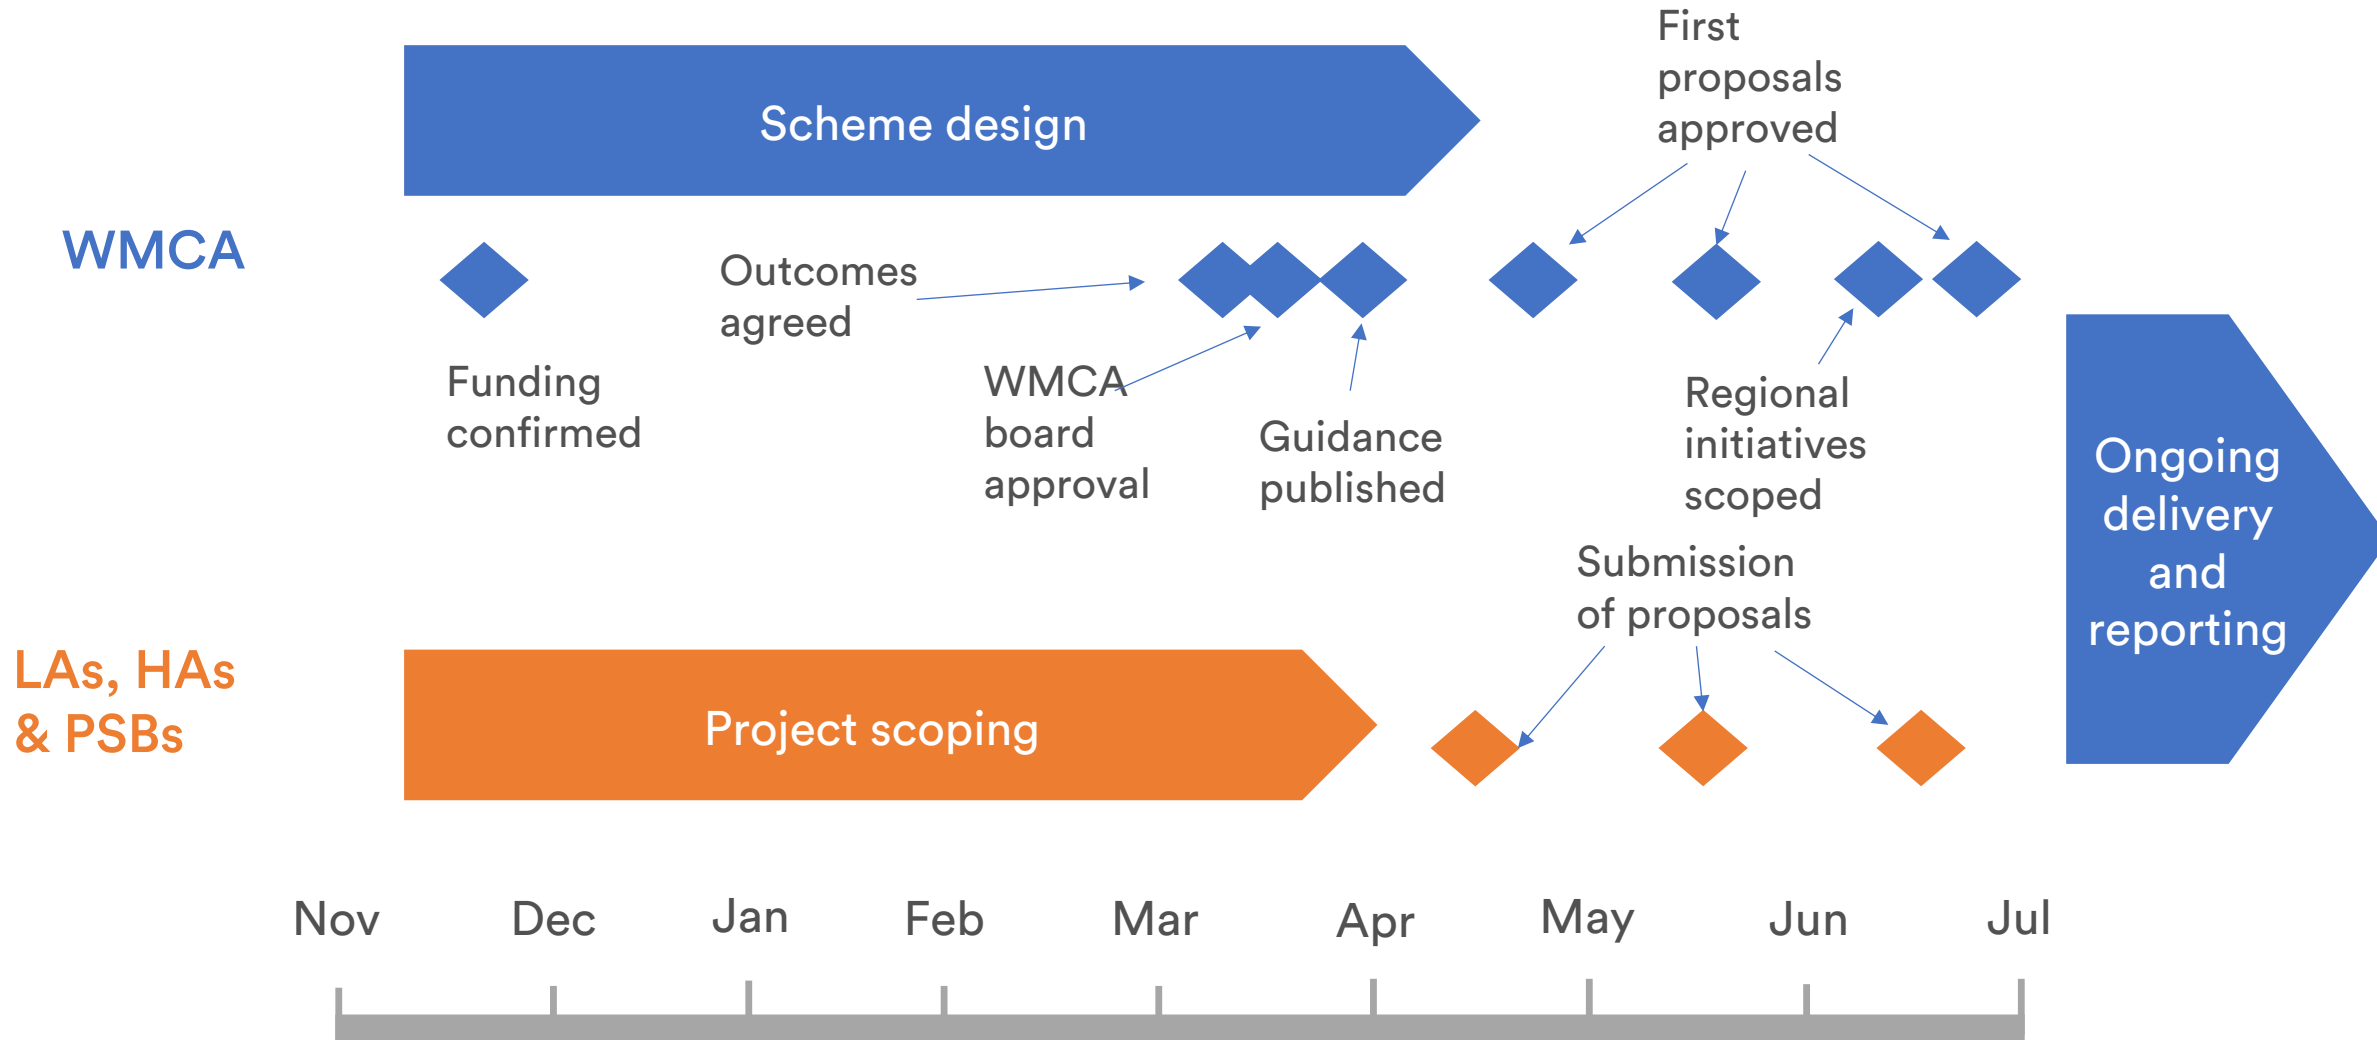 First
proposals
approved
Scheme design
WMCA
Outcomes
agreed
Funding
confirmed
WMCA
board
approval
Guidance
published
Regional
initiatives
scoped
Ongoing
delivery
and
reporting
Submission
of proposals
LAs, HAs
& PSBs
Project scoping
Nov Dec Jan Feb Mar Apr May Jun Jul